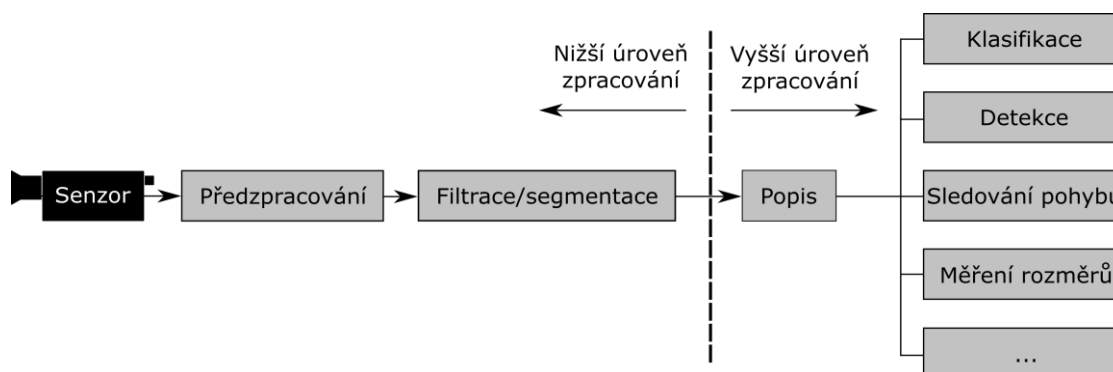 Nižší úroveň
zpracování
Vyšší úroveň
zpracování
Senzor
Předzpracování
Filtrace/segmentace
Popis
Klasifikace
Detekce
Sledování pohybu
Měření rozměrů
...